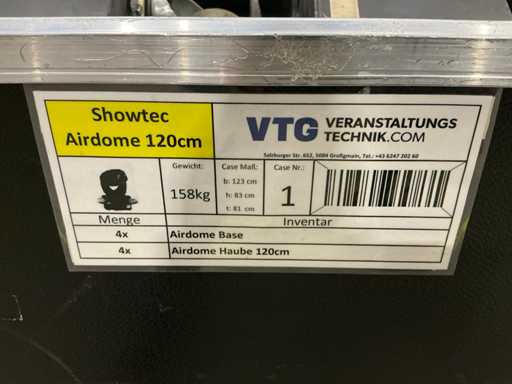 Showtec
Airdome 120cm
VTG VERANSTALTUNGS
TECHNIK.COM
Salzburger Str. 652, 5084 Großgmain, Tel.: +43 6247 202 60
Gewicht:
158kg
Case Maß:
b: 123 cm
h: 83 cm
t: 81 cm
Case Nr.:
1
Menge Inventar
4x Airdome Base
4x Airdome Haube 120cm